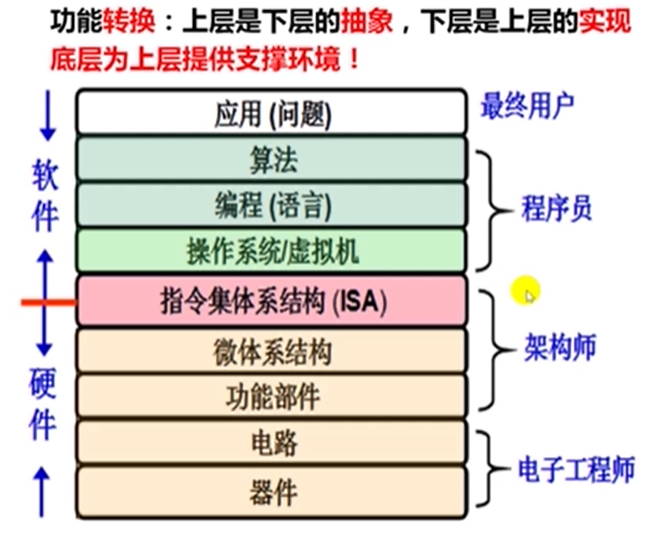 功能转换：上层是下层的抽象，下层是上层的实现
底层为上层提供支撑环境！
应用 (问题)
最终用户
算法
编程 (语言)
操作系统/虚拟机
程序员
软件
指令集体系结构 (ISA)
微体系结构
功能部件
架构师
硬件
电路
器件
电子工程师